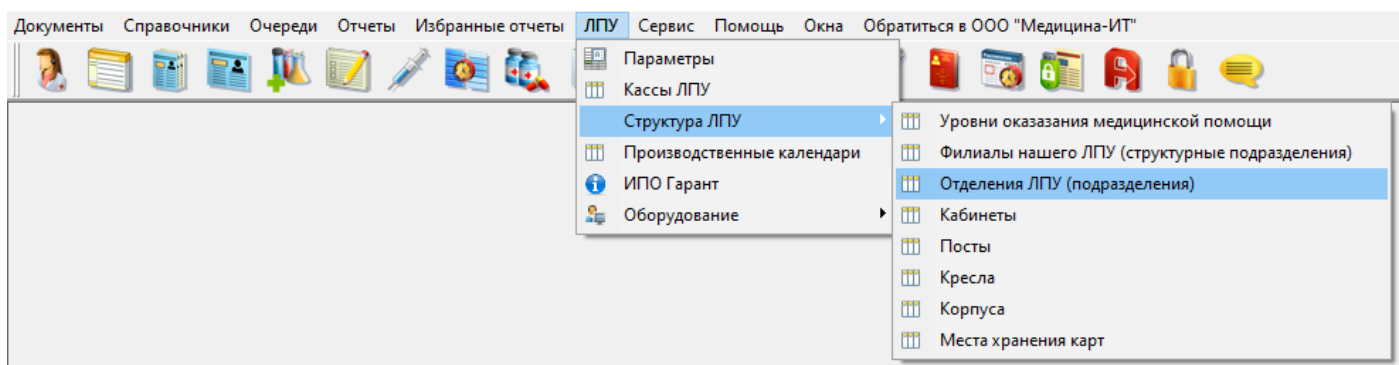 Документы Справочники Очереди Отчеты Избранные отчеты ЛПУ Сервис Помощь Окна Обратиться в ООО "Медицина-ИТ"
Параметры
Кассы ЛПУ
Структура ЛПУ
Производственные календари
ИПО Гарант
Оборудование
Уровни оказазания медицинской помощи
Филиалы нашего ЛПУ (структурные подразделения)
Отделения ЛПУ (подразделения)
Кабинеты
Посты
Кресла
Корпуса
Места хранения карт